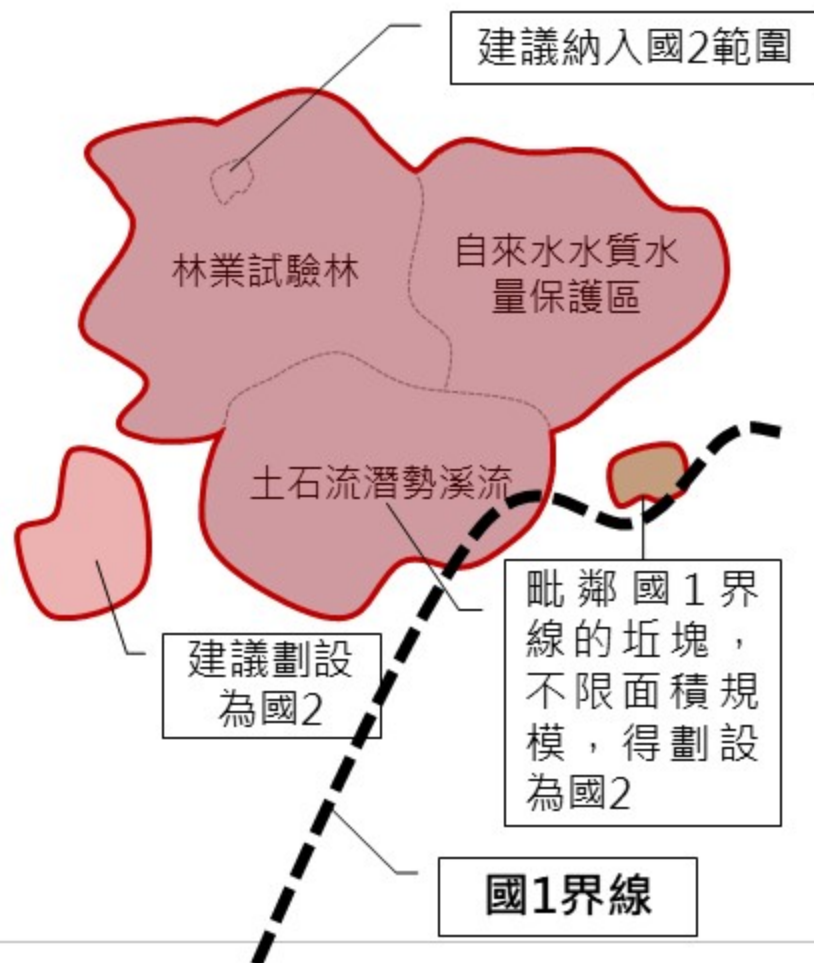 建議納入國2範圍
林業試驗林
自來水水質水
量保護區
土石流潛勢溪流
建議劃設
為國2
毗鄰國1界
線的坵塊，
不限面積規
模，得劃設
為國2
國1界線